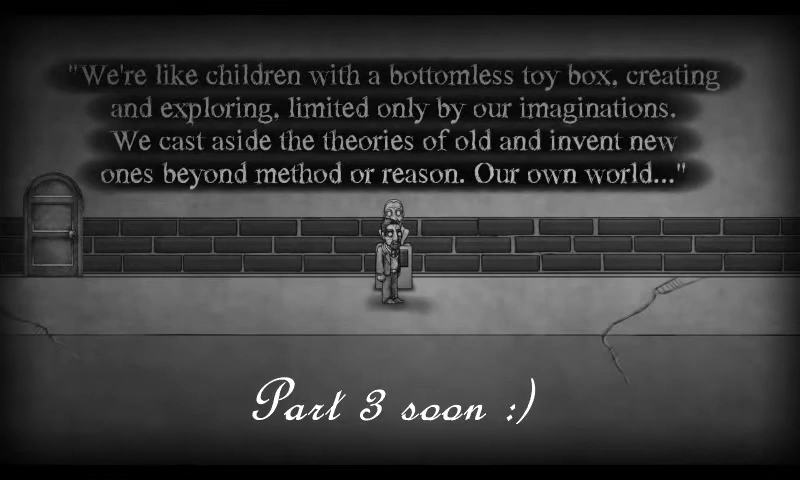 "We're like children with a bottomless toy box, creating
and exploring, limited only by our imaginations.
We cast aside the theories of old and invent new
ones beyond method or reason. Our own world..."
Part 3 soon :)